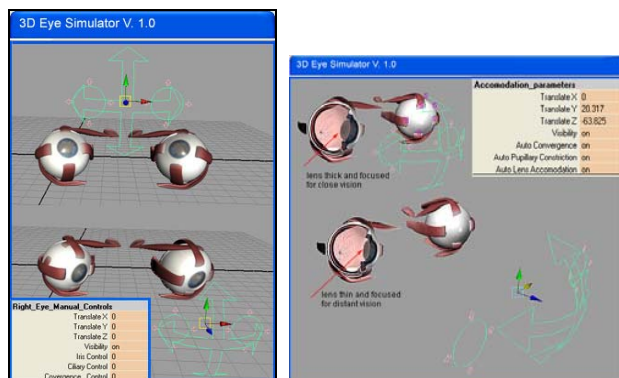 3D Eye Simulator V. 1.0
Right_Eye_Manual_Controls
Translate X 0
Translate Y 0
Translate Z 0
Visibility on
Iris Control 0
Ciliary Control 0
Convergence_Control 0
3D Eye Simulator V. 1.0
Accomodation_parameters
Translate X 0
Translate Y 20.317
Translate Z -63.825
Visibility on
Auto Convergence on
Auto Pupillary Constriction on
Auto Lens Accomodation on
lens thick and focused
for close vision
lens thin and focused
for distant vision